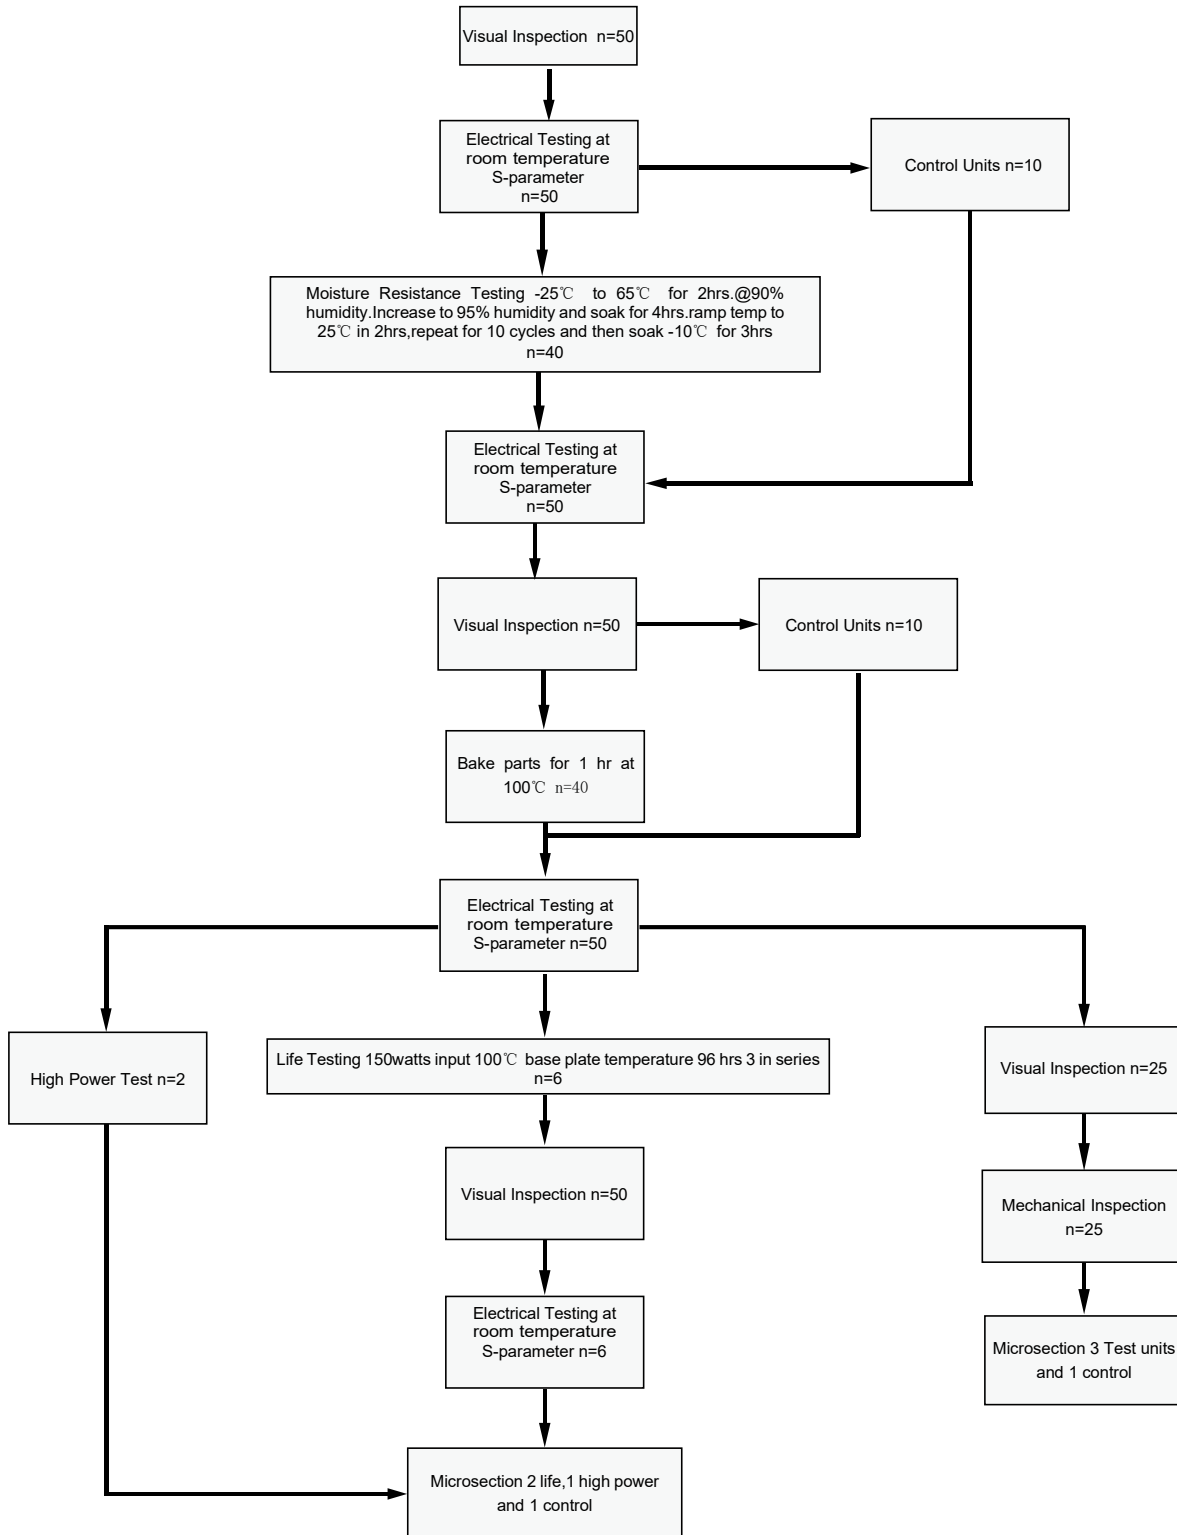 Visual Inspection n=50
Electrical Testing at
room temperature
S-parameter
n=50
Control Units n=10
Moisture Resistance Testing -25℃ to 65℃ for 2hrs.@90%
humidity.Increase to 95% humidity and soak for 4hrs.ramp temp to
25℃ in 2hrs,repeat for 10 cycles and then soak -10℃ for 3hrs
n=40
Electrical Testing at
room temperature
S-parameter
n=50
Visual Inspection n=50
Control Units n=10
Bake parts for 1 hr at
100℃ n=40
Electrical Testing at
room temperature
S-parameter n=50
High Power Test n=2
Life Testing 150watts input 100℃ base plate temperature 96 hrs 3 in series
n=6
Visual Inspection n=25
Visual Inspection n=50
Mechanical Inspection
n=25
Electrical Testing at
room temperature
S-parameter n=6
Microsection 3 Test units
and 1 control
Microsection 2 life,1 high power
and 1 control